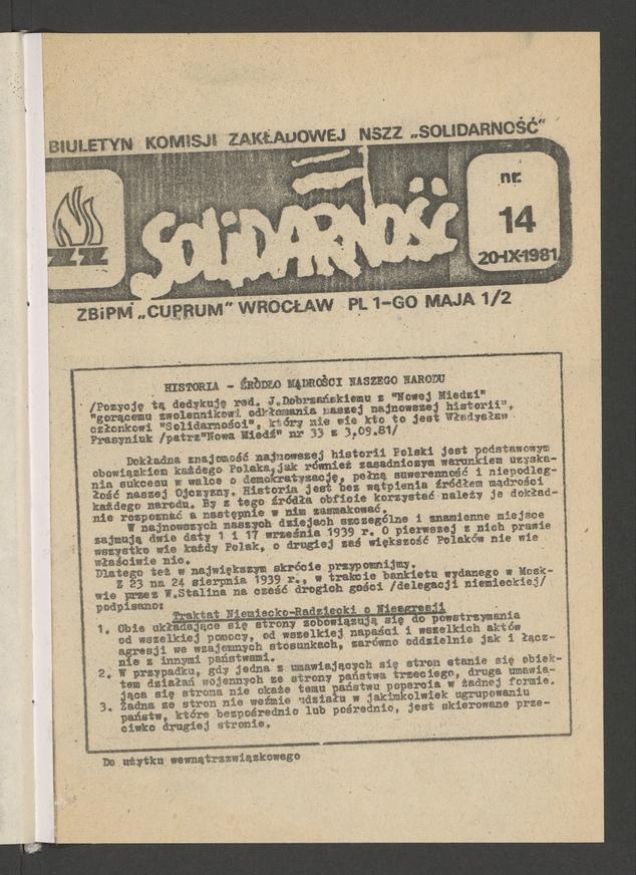 BIULETYN KOMISJI ZAKŁADOWEJ NSZZ „SOLIDARNOŚĆ"
NSZZ
SOLIDARNOŚĆ
nr.
14
20-IX-1981
ZBiPM „CUPRUM" WROCŁAW PL 1-GO MAJA 1/2
HISTORIA - ŹRÓDŁO MĄDROŚCI NASZEGO NARODU
/Pozycję tą dedykuję red. J.Dobrzańskiemu z "Nowej Miedzi"
"gorącemu zwolennikowi odkłamania naszej najnowszej historii",
członkowi "Solidarności", który nie wie kto to jest Władysław
Frasyniuk /patrz"Nowa Miedź" nr 33 z 3,09.81/
Dokładna znajomość najnowszej historii Polski jest podstawowym
obowiązkiem każdego Polaka,jak również zasadniczym warunkiem uzyska-
nia sukcesu w walce o demokratyzację, pełną suwerenność i niepodleg-
łość naszej Ojczyzny. Historia jest bez wątpienia źródłem mądrości
każdego narodu. By z tego źródła obficie korzystać należy je dokład-
nie rozpoznać a następnie w nim zasmakować.
W najnowszych naszych dziejach szczególne i znamienne miejsce
zajmują dwie daty 1 i 17 września 1939 r. O pierwszej z nich prawie
wszystko wie każdy Polak, o drugiej zaś większość Polaków nie wie
właściwie nic.
Dlatego też w największym skrócie przypomnijmy.
Z 23 na 24 sierpnia 1939 r., w trakcie bankietu wydanego w Mosk-
wie przez W.Stalina na cześć drogich gości /delegacji niemieckiej/
podpisano:
Traktat Niemiecko-Radziecki o Nieagresji
1. Obie układające się strony zobowiązują się do powstrzymania
od wszelkiej pomocy, od wszelkiej napaści i wszelkich aktów
agresji we wzajemnych stosunkach, zarówno oddzielnie jak i łącz-
nie z innymi państwami.
2. W przypadku, gdy jedna z umawiających się stron stanie się obiek-
tem działań wojennych ze strony państwa trzeciego, druga umawia-
jąca się strona nie okaże temu państwu poparcia w żadnej formie.
3. Żadna ze stron nie weźmie udziału w jakimkolwiek ugrupowaniu
państw, które bezpośrednio lub pośrednio, jest skierowane prze-
ciwko drugiej stronie.
Do użytku wewnątrzzwiązkowego